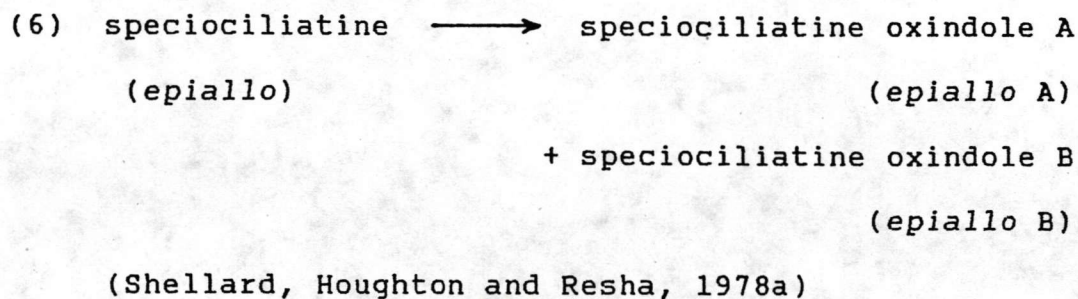 (6) speciociliatine ⟶ speciociliatine oxindole A
(epiallo) (epiallo A)
+ speciociliatine oxindole B
(epiallo B)
(Shellard, Houghton and Resha, 1978a)